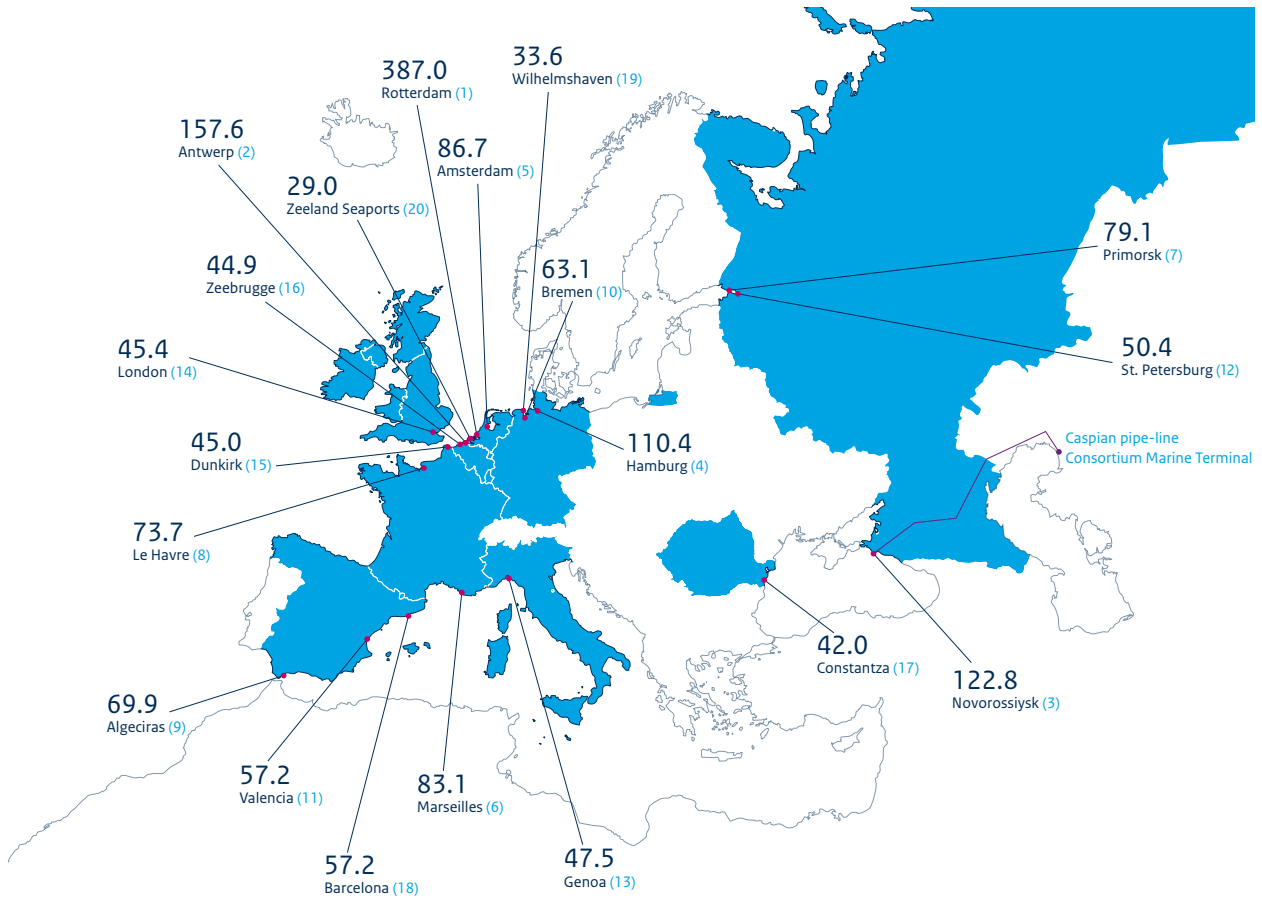 33.6
Wilhelmshaven (19)
387.0
Rotterdam (1)
157.6
Antwerp (2)
86.7
Amsterdam (5)
29.0
Zeeland Seaports (20)
79.1
Primorsk (7)
44.9
Zeebrugge (16)
63.1
Bremen (10)
45.4
London (14)
50.4
St. Petersburg (12)
45.0
Dunkirk (15)
110.4
Hamburg (4)
Caspian pipe-line
Consortium Marine Terminal
73.7
Le Havre (8)
42.0
Constantza (17)
122.8
Novorossiysk (3)
69.9
Algeciras (9)
57.2
Valencia (11)
83.1
Marseilles (6)
57.2
Barcelona (18)
47.5
Genoa (13)